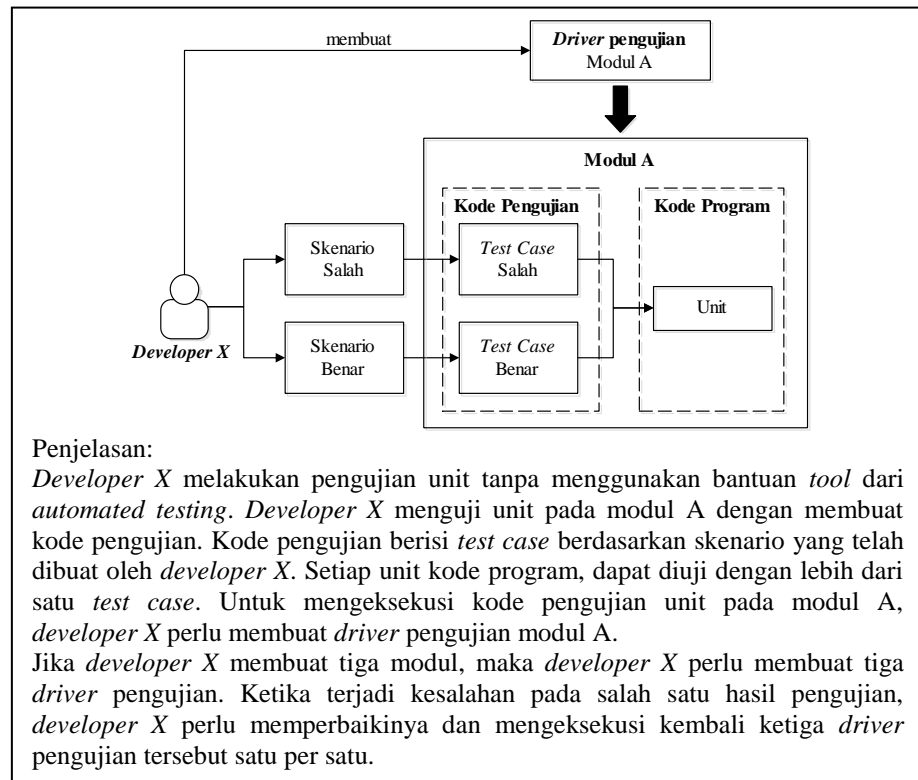 membuat
Driver pengujian
Modul A
Modul A
Kode Pengujian
Kode Program
Skenario
Salah
Test Case
Salah
Unit
Developer X
Skenario
Benar
Test Case
Benar
Penjelasan:
Developer X melakukan pengujian unit tanpa menggunakan bantuan tool dari
automated testing. Developer X menguji unit pada modul A dengan membuat
kode pengujian. Kode pengujian berisi test case berdasarkan skenario yang telah
dibuat oleh developer X. Setiap unit kode program, dapat diuji dengan lebih dari
satu test case. Untuk mengeksekusi kode pengujian unit pada modul A,
developer X perlu membuat driver pengujian modul A.
Jika developer X membuat tiga modul, maka developer X perlu membuat tiga
driver pengujian. Ketika terjadi kesalahan pada salah satu hasil pengujian,
developer X perlu memperbaikinya dan mengeksekusi kembali ketiga driver
pengujian tersebut satu per satu.